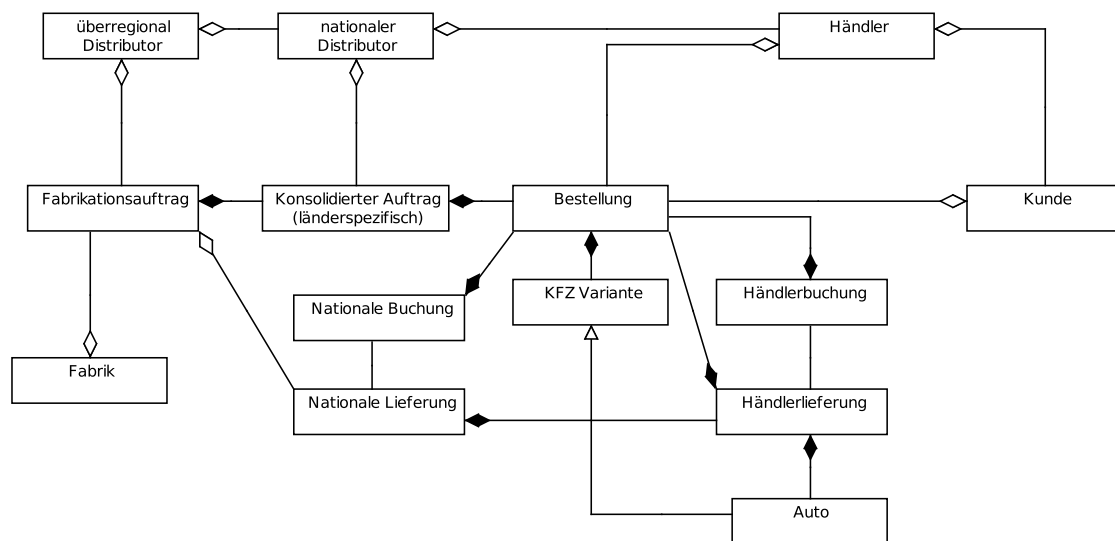 überregional
Distributor
nationaler
Distributor
Händler
Fabrikationsauftrag
Konsolidierter Auftrag
(länderspezifisch)
Bestellung
Kunde
Nationale Buchung
KFZ Variante
Händlerbuchung
Fabrik
Nationale Lieferung
Händlerlieferung
Auto